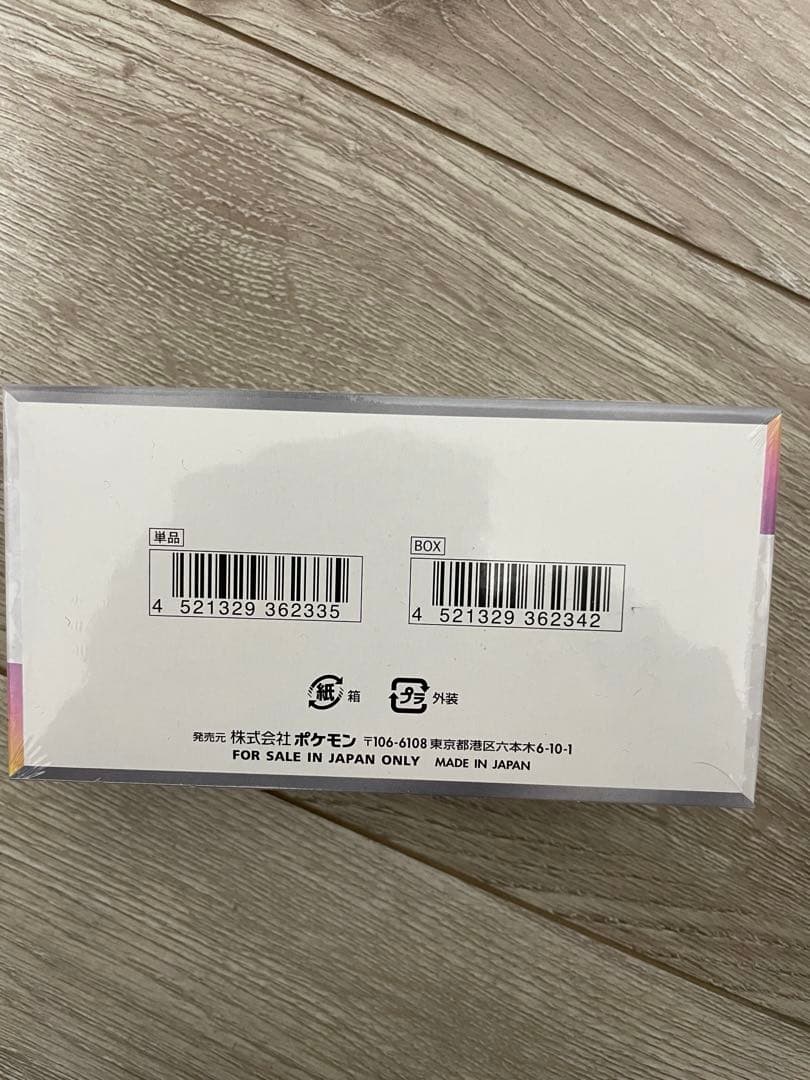 単品
BOX
4 521329 362335
4 521329 362342
紙 箱 プラ 外装
発売元 株式会社 ポケモン 〒106-6108 東京都港区六本木6-10-1
FOR SALE IN JAPAN ONLY MADE IN JAPAN